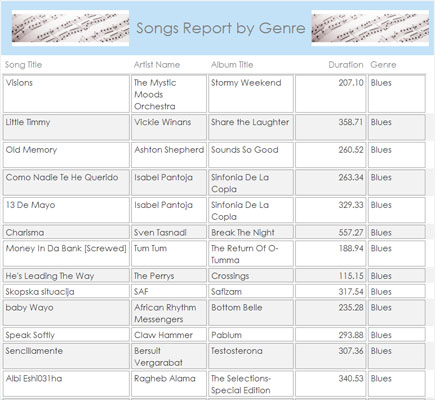 Songs Report by Genre
Song Title Artist Name Album Title Duration Genre
Visions The Mystic Stormy Weekend 207.10 Blues
Moods
Orchestra
Little Timmy Vickie Winans Share the Laughter 358.71 Blues
Old Memory Ashton Shepherd Sounds So Good 260.52 Blues
Como Nadie Te He Querido Isabel Pantoja Sinfonia De La 263.34 Blues
Copla
13 De Mayo Isabel Pantoja Sinfonia De La 329.33 Blues
Copla
Charisma Sven Tasnadi Break The Night 557.27 Blues
Money In Da Bank [Screwed] Tum Tum The Return Of O- 188.94 Blues
Tumma
He's Leading The Way The Perrys Crossings 115.15 Blues
Skopska situacija SAF Safizam 317.54 Blues
baby Wayo African Rhythm Bottom Belle 235.28 Blues
Messengers
Speak Softly Claw Hammer Pablum 293.88 Blues
Sencillamente Bersuit Testosterona 307.36 Blues
Vergarabat
Albi Eshl031ha Ragheb Alama The Selections- 340.53 Blues
Special Edition